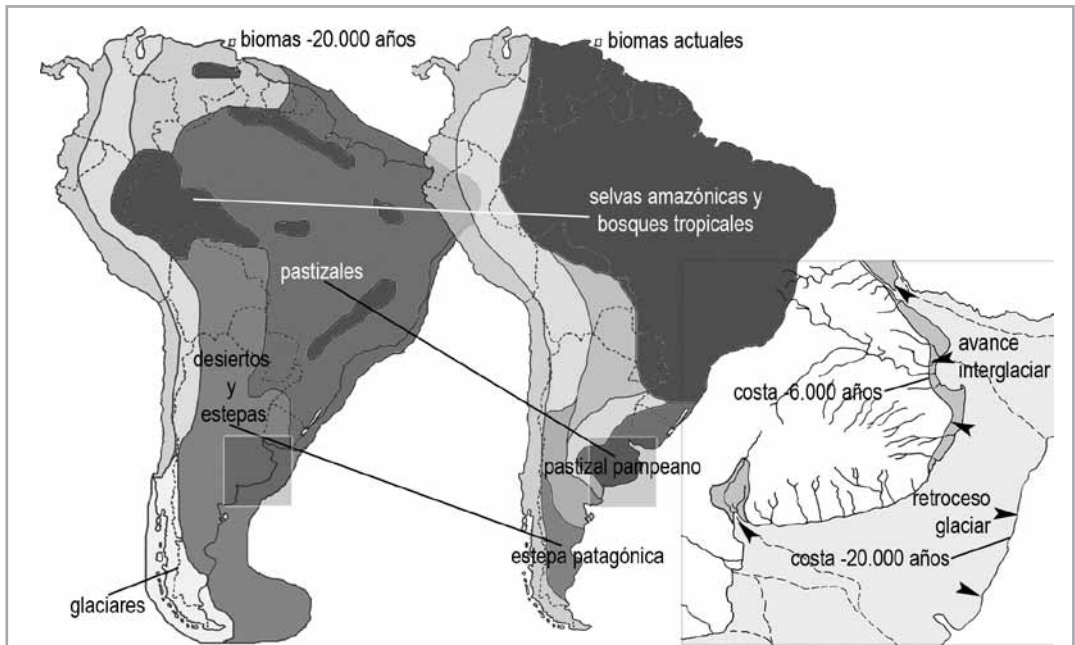 biomas -20.000 años
biomas actuales
selvas amazónicas y
bosques tropicales
pastizales
desiertos
y
estepas
pastizal pampeano
estepa patagónica
glaciares
avance
interglaciar
costa -6.000 años
retroceso
glaciar
costa -20.000 años